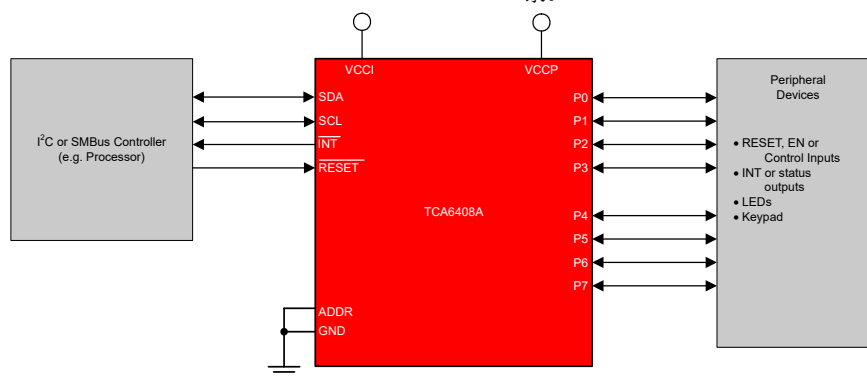 VCCI
VCCP
SDA
SCL
INT
RESET
P0
P1
P2
P3
P4
P5
P6
P7
TCA6408A
ADDR
GND
I²C or SMBus Controller
(e.g. Processor)
Peripheral
Devices
• RESET, EN or
Control Inputs
• INT or status
outputs
• LEDs
• Keypad